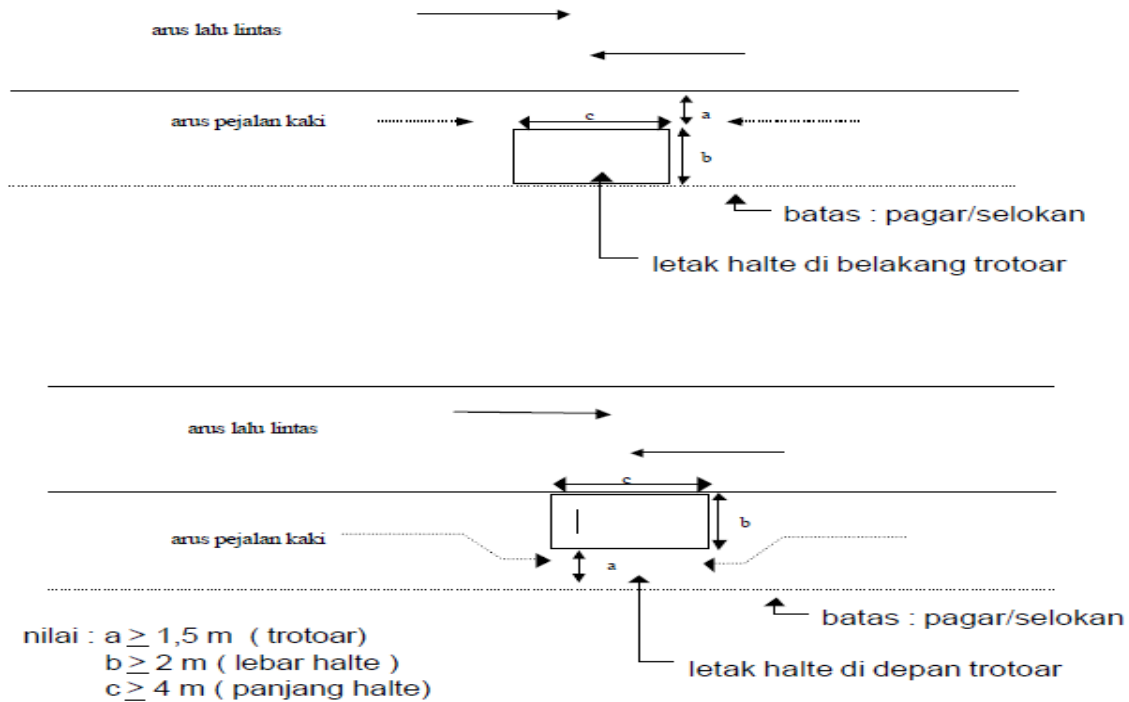 arus lalu lintas
arus pejalan kaki
c
a
b
batas : pagar/selokan
letak halte di belakang trotoar
arus lalu lintas
c
b
arus pejalan kaki
a
batas : pagar/selokan
letak halte di depan trotoar
nilai : a ≥ 1,5 m ( trotoar)
b ≥ 2 m ( lebar halte )
c ≥ 4 m ( panjang halte)